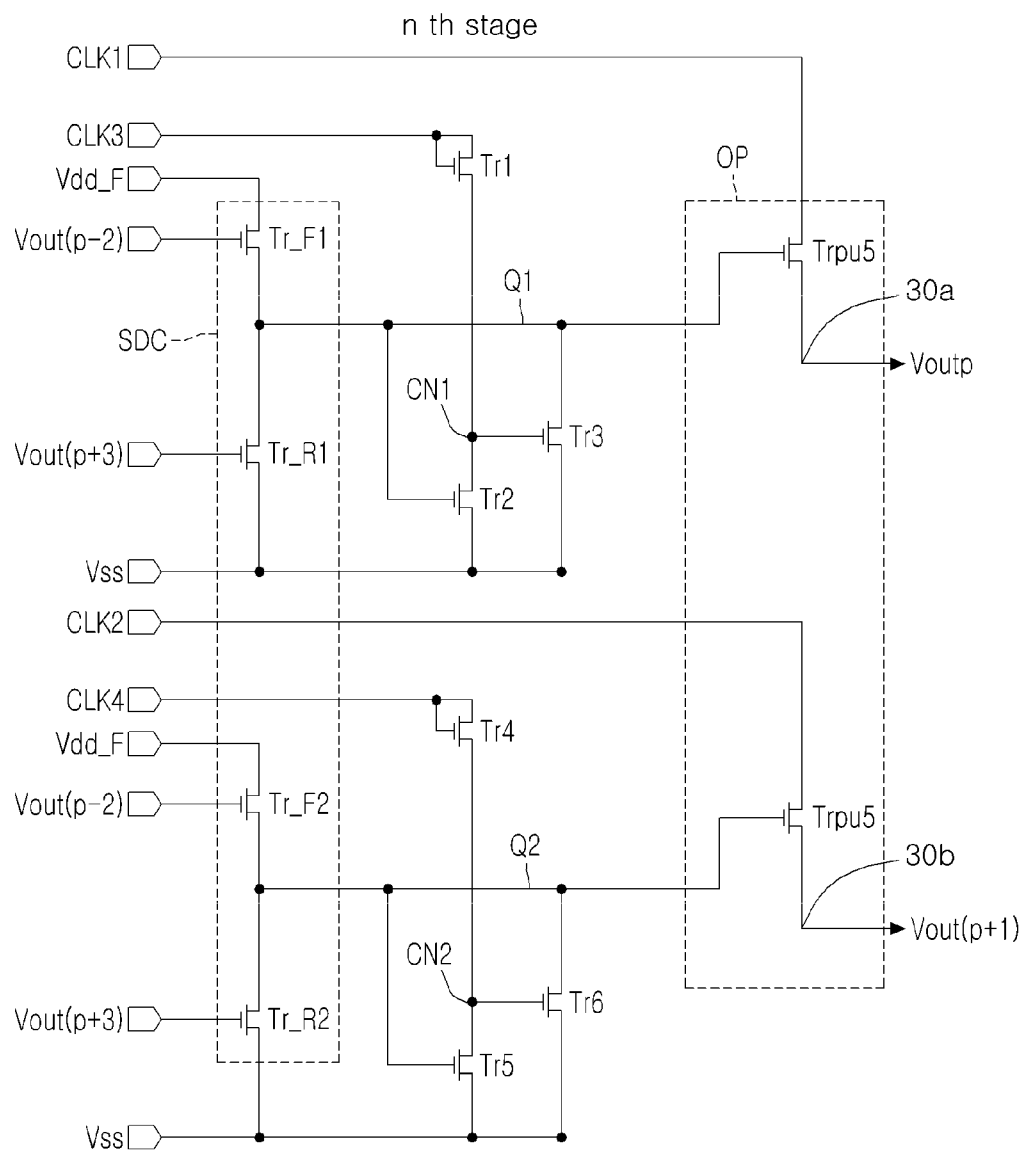 n th stage
CLK1
CLK3
Tr1
OP
Vdd_F
Vout(p-2)
Tr_F1
Trpu5
Q1
30a
SDC
Voutp
CN1
Tr3
Vout(p+3)
Tr_R1
Tr2
Vss
CLK2
CLK4
Tr4
Vdd_F
Vout(p-2)
Tr_F2
Trpu5
Q2
30b
Vout(p+1)
CN2
Tr6
Vout(p+3)
Tr_R2
Tr5
Vss